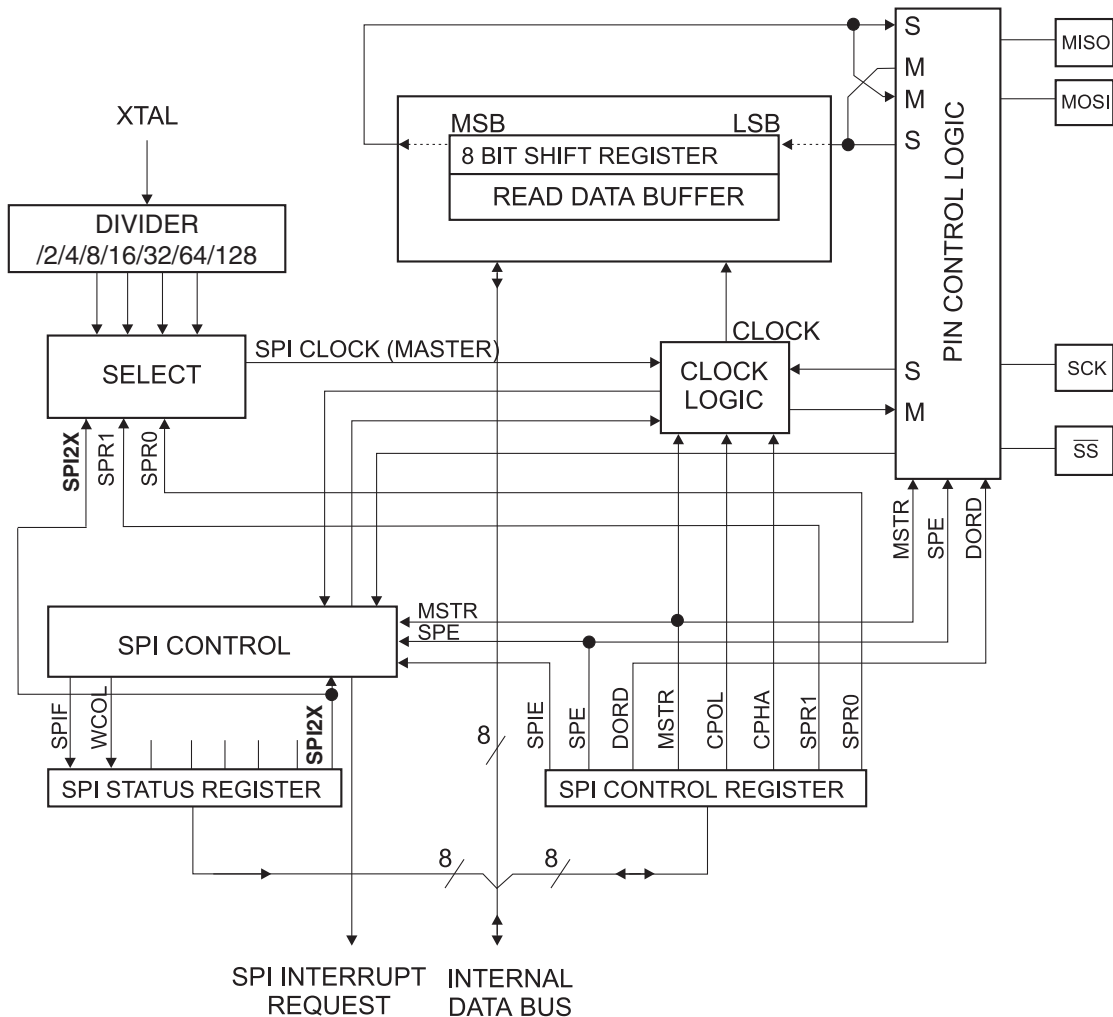 S
MISO
M
XTAL
MSB
LSB
M
MOSI
8 BIT SHIFT REGISTER
S
READ DATA BUFFER
PIN CONTROL LOGIC
DIVIDER
/2/4/8/16/32/64/128
CLOCK
SPI CLOCK (MASTER)
SELECT
CLOCK
LOGIC
S
SCK
M
SPI2X
SPR1
SPR0
SS
MSTR
SPE
DORD
MSTR
SPE
SPI CONTROL
SPIF
WCOL
SPI2X
8
SPIE
SPE
DORD
MSTR
CPOL
CPHA
SPR1
SPR0
SPI STATUS REGISTER
SPI CONTROL REGISTER
8
8
SPI INTERRUPT
REQUEST
INTERNAL
DATA BUS